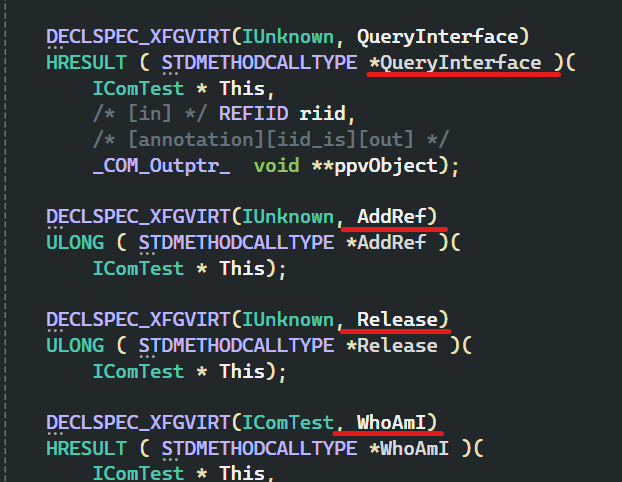 DECLSPEC_XFGVIRT(IUnknown, QueryInterface)
HRESULT ( STDMETHODCALLTYPE *QueryInterface )(
IComTest * This,
/* [in] */ REFIID riid,
/* [annotation][iid_is][out] */
_COM_Outptr_  void **ppvObject);
DECLSPEC_XFGVIRT(IUnknown, AddRef)
ULONG ( STDMETHODCALLTYPE *AddRef )(
IComTest * This);
DECLSPEC_XFGVIRT(IUnknown, Release)
ULONG ( STDMETHODCALLTYPE *Release )(
IComTest * This);
DECLSPEC_XFGVIRT(IComTest, WhoAmI)
HRESULT ( STDMETHODCALLTYPE *WhoAmI )(
IComTest * This,